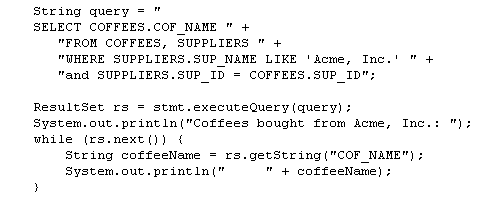 String query = "
SELECT COFFEES.COF_NAME " +
"FROM COFFEES, SUPPLIERS " +
"WHERE SUPPLIERS.SUP_NAME LIKE 'Acme, Inc.' " +
"and SUPPLIERS.SUP_ID = COFFEES.SUP_ID";
ResultSet rs = stmt.executeQuery(query);
System.out.println("Coffees bought from Acme, Inc.: ");
while (rs.next()) {
String coffeeName = rs.getString("COF_NAME");
System.out.println("     " + coffeeName);
}